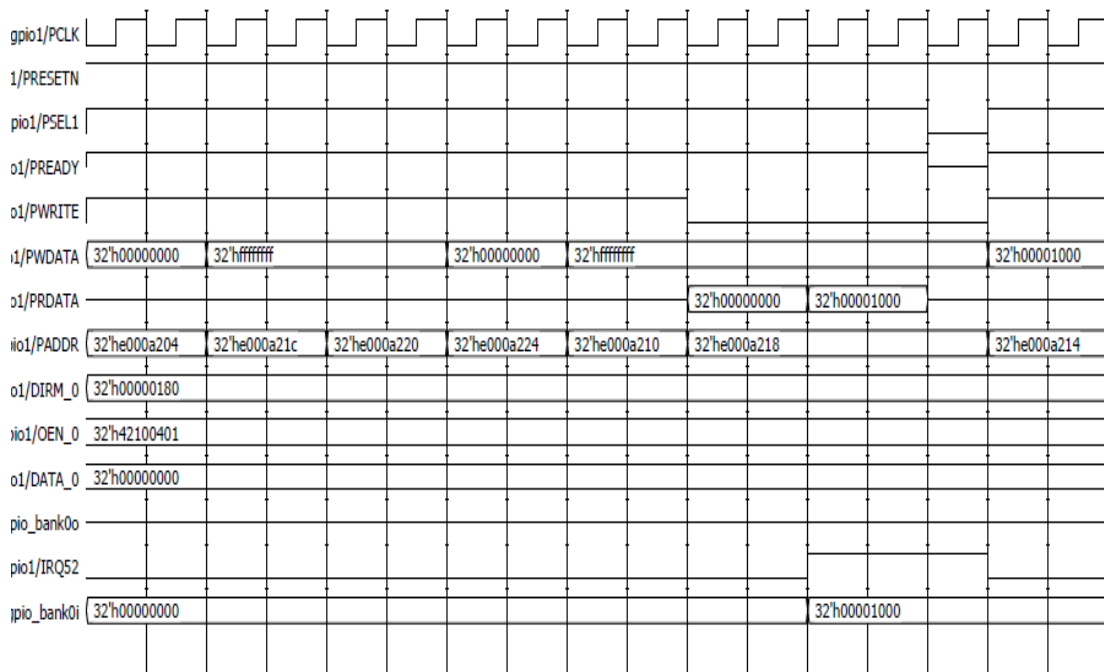 gpio1/PCLK
1/PRESETN
pio1/PSEL1
o1/PREADY
o1/PWRITE
1/PWDATA 32'h00000000 32'hffffffff 32'h00000000 32'hffffffff 32'h00001000
o1/PRDATA 32'h00000000 32'h00001000
io1/PADDR 32'he000a204 32'he000a21c 32'he000a220 32'he000a224 32'he000a210 32'he000a218 32'he000a214
o1/DIRM_0 32'h00000180
io1/OEN_0 32'h42100401
o1/DATA_0 32'h00000000
pio_bank0o
pio1/IRQ52
gpio_bank0i 32'h00000000 32'h00001000